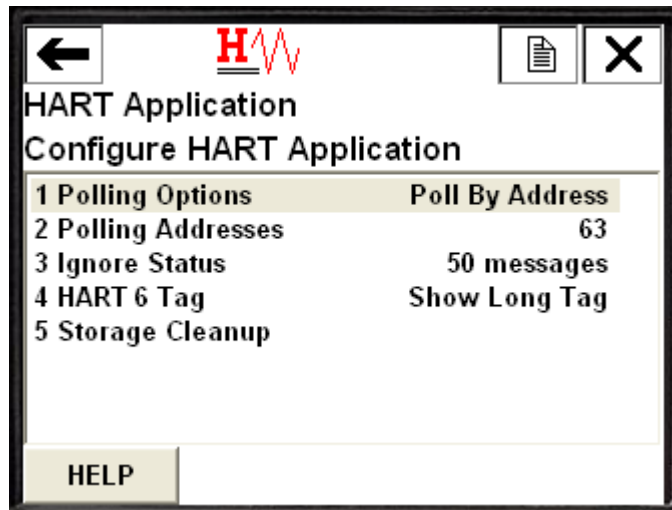 H
HART Application
Configure HART Application
1 Polling Options Poll By Address
2 Polling Addresses 63
3 Ignore Status 50 messages
4 HART 6 Tag Show Long Tag
5 Storage Cleanup
HELP